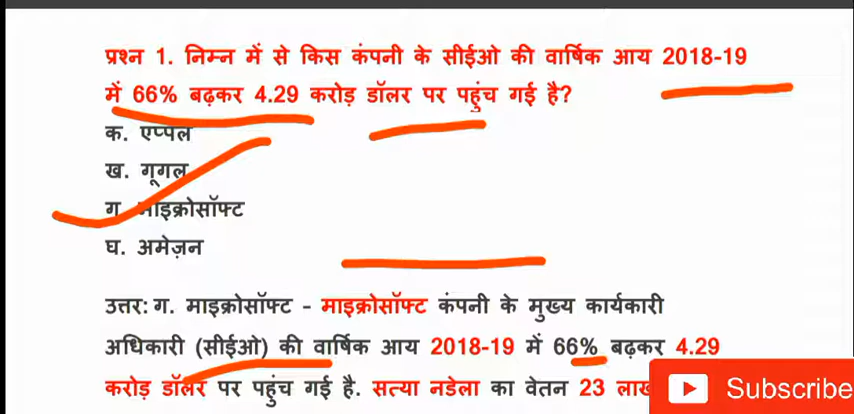 प्रश्न 1. निम्न में से किस कंपनी के सीईओ की वार्षिक आय 2018-19
में 66% बढ़कर 4.29 करोड़ डॉलर पर पहुंच गई है?
क. एप्पल
ख. गूगल
ग. माइक्रोसॉफ्ट
घ. अमेज़न
उत्तर: ग. माइक्रोसॉफ्ट - माइक्रोसॉफ्ट कंपनी के मुख्य कार्यकारी
अधिकारी (सीईओ) की वार्षिक आय 2018-19 में 66% बढ़कर 4.29
करोड़ डॉलर पर पहुंच गई है. सत्या नडेला का वेतन 23 लाख
Subscribe